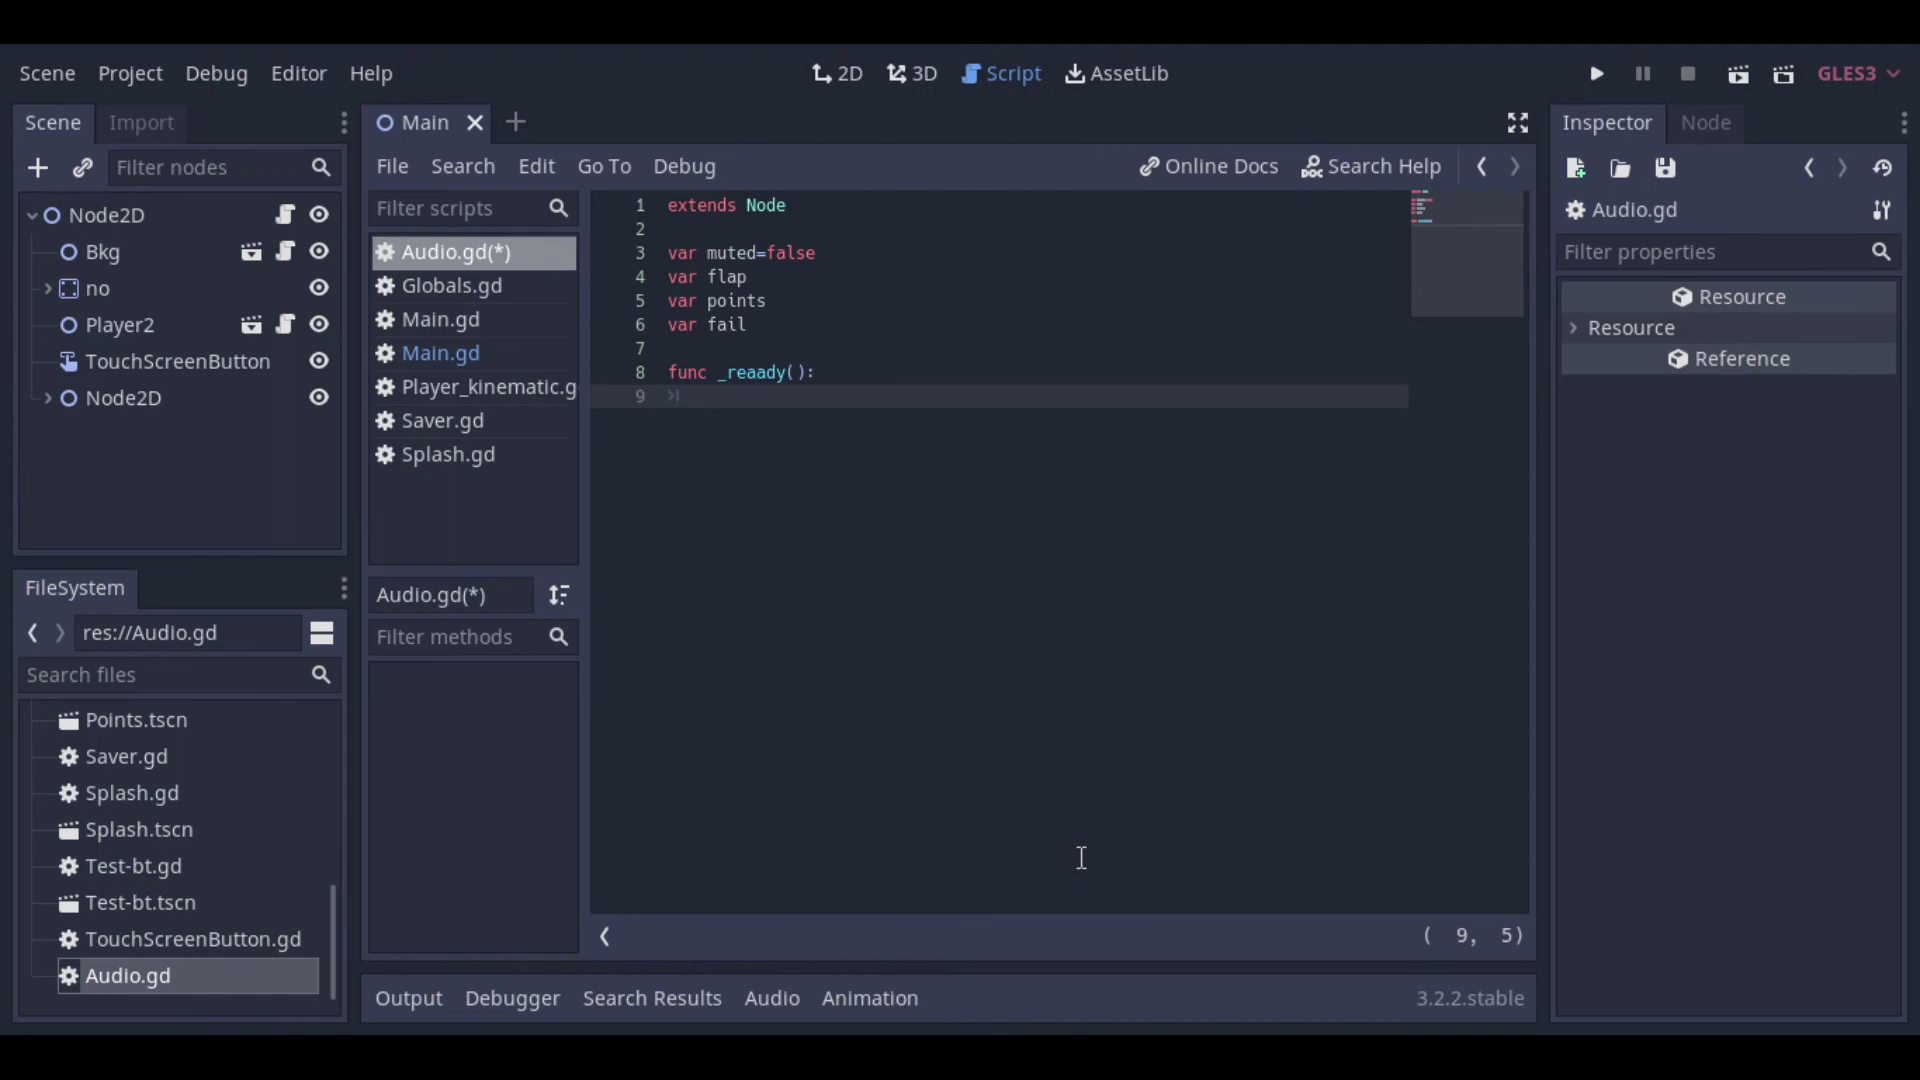 Scene Project Debug Editor Help 2D 3D Script AssetLib GLES3
Scene Import
Filter nodes
Node2D
Bkg
no
Player2
TouchScreenButton
Node2D
FileSystem
res://Audio.gd
Search files
Points.tscn
Saver.gd
Splash.gd
Splash.tscn
Test-bt.gd
Test-bt.tscn
TouchScreenButton.gd
Audio.gd
Main
File Search Edit Go To Debug Online Docs Search Help
Filter scripts
Audio.gd(*)
Globals.gd
Main.gd
Main.gd
Player_kinematic.g
Saver.gd
Splash.gd
Audio.gd(*)
Filter methods
1 extends Node
2
3 var muted=false
4 var flap
5 var points
6 var fail
7
8 func _reaady():
9
( 9, 5)
Output Debugger Search Results Audio Animation 3.2.2.stable
Inspector Node
Audio.gd
Filter properties
Resource
Resource
Reference